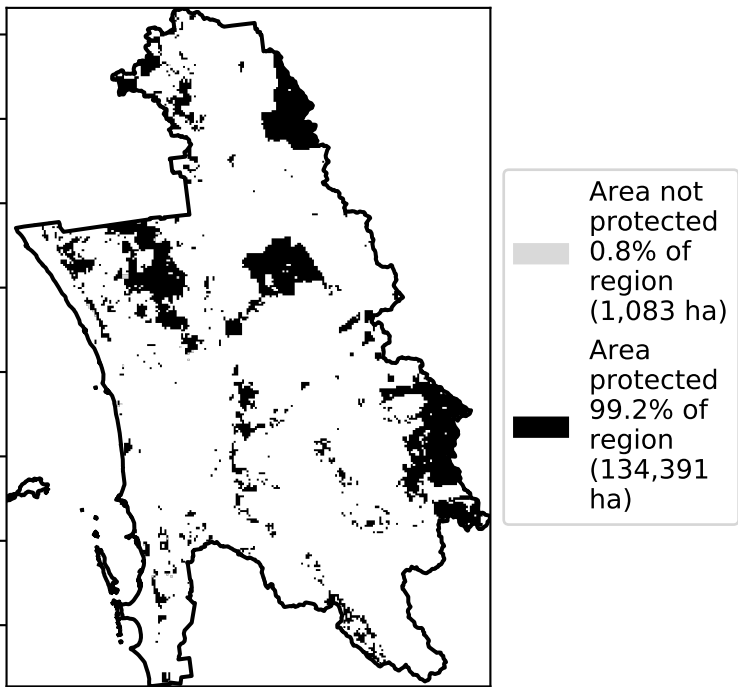 Area not
protected
0.8% of
region
(1,083 ha)
Area
protected
99.2% of
region
(134,391
ha)